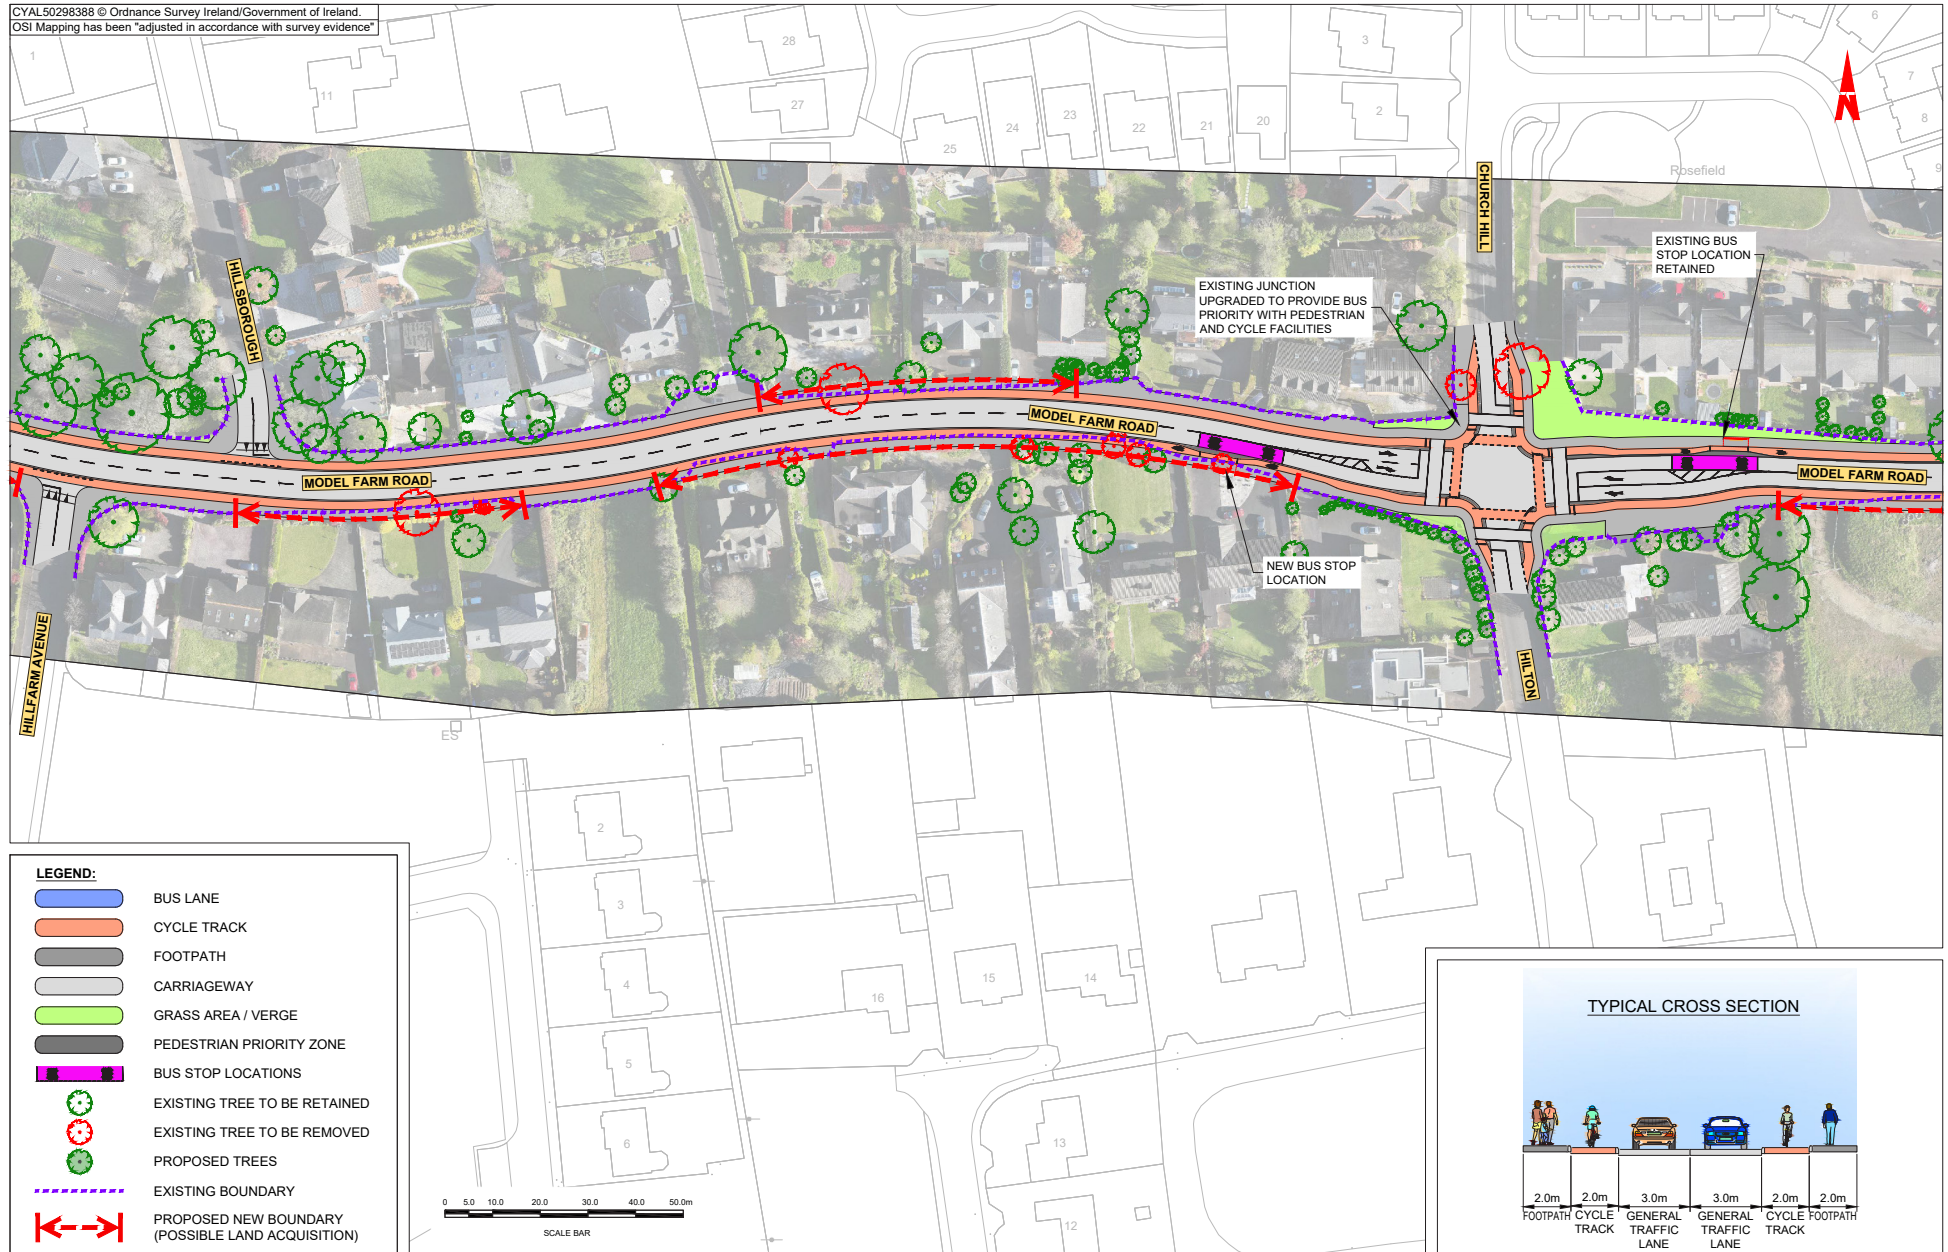 CYAL50298388 © Ordnance Survey Ireland/Government of Ireland.
OSI Mapping has been "adjusted in accordance with survey evidence"
1
11
28
27
25
24
23
22
21
20
3
2
6
7
8
9
Rosefield
N
CHURCH HILL
HILLSBOROUGH
EXISTING BUS
STOP LOCATION
RETAINED
EXISTING JUNCTION
UPGRADED TO PROVIDE BUS
PRIORITY WITH PEDESTRIAN
AND CYCLE FACILITIES
MODEL FARM ROAD
MODEL FARM ROAD
MODEL FARM ROAD
NEW BUS STOP
LOCATION
HILLFARM AVENUE
HILTON
ES
2
3
4
5
6
16
15
14
13
12
LEGEND:
BUS LANE
CYCLE TRACK
FOOTPATH
CARRIAGEWAY
GRASS AREA / VERGE
PEDESTRIAN PRIORITY ZONE
BUS STOP LOCATIONS
EXISTING TREE TO BE RETAINED
EXISTING TREE TO BE REMOVED
PROPOSED TREES
EXISTING BOUNDARY
PROPOSED NEW BOUNDARY
(POSSIBLE LAND ACQUISITION)
0 5.0 10.0 20.0 30.0 40.0 50.0m
SCALE BAR
TYPICAL CROSS SECTION
2.0m 2.0m 3.0m 3.0m 2.0m 2.0m
FOOTPATH CYCLE TRACK GENERAL TRAFFIC LANE GENERAL TRAFFIC LANE CYCLE TRACK FOOTPATH